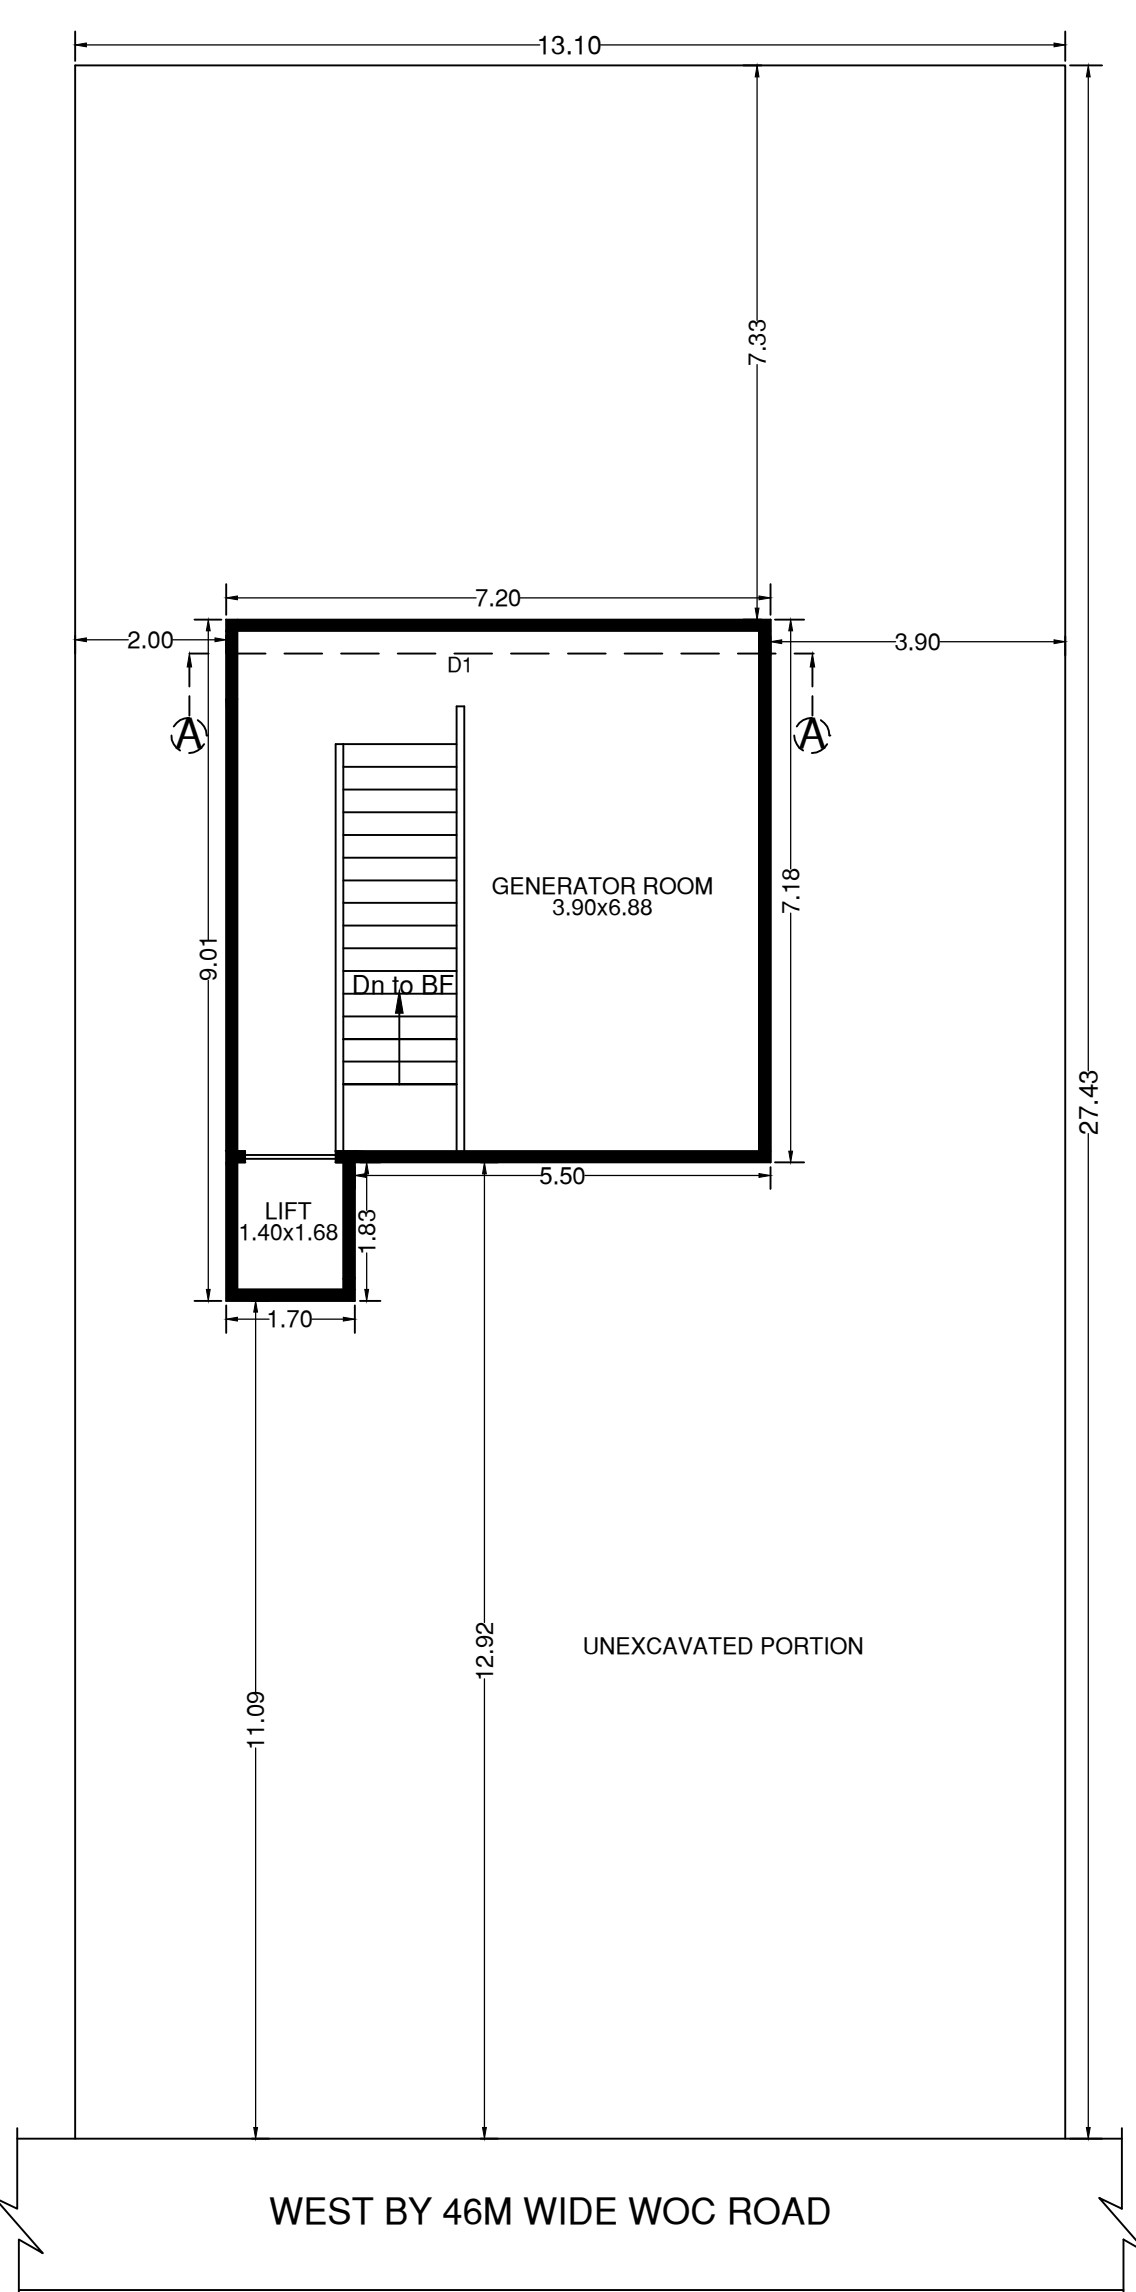 13.10
7.33
7.20
2.00
3.90
D1
A
A
GENERATOR ROOM
3.90x6.88
7.18
9.01
Dn to BF
27.43
5.50
LIFT
1.40x1.68
1.83
1.70
12.92
UNEXCAVATED PORTION
11.09
WEST BY 46M WIDE WOC ROAD